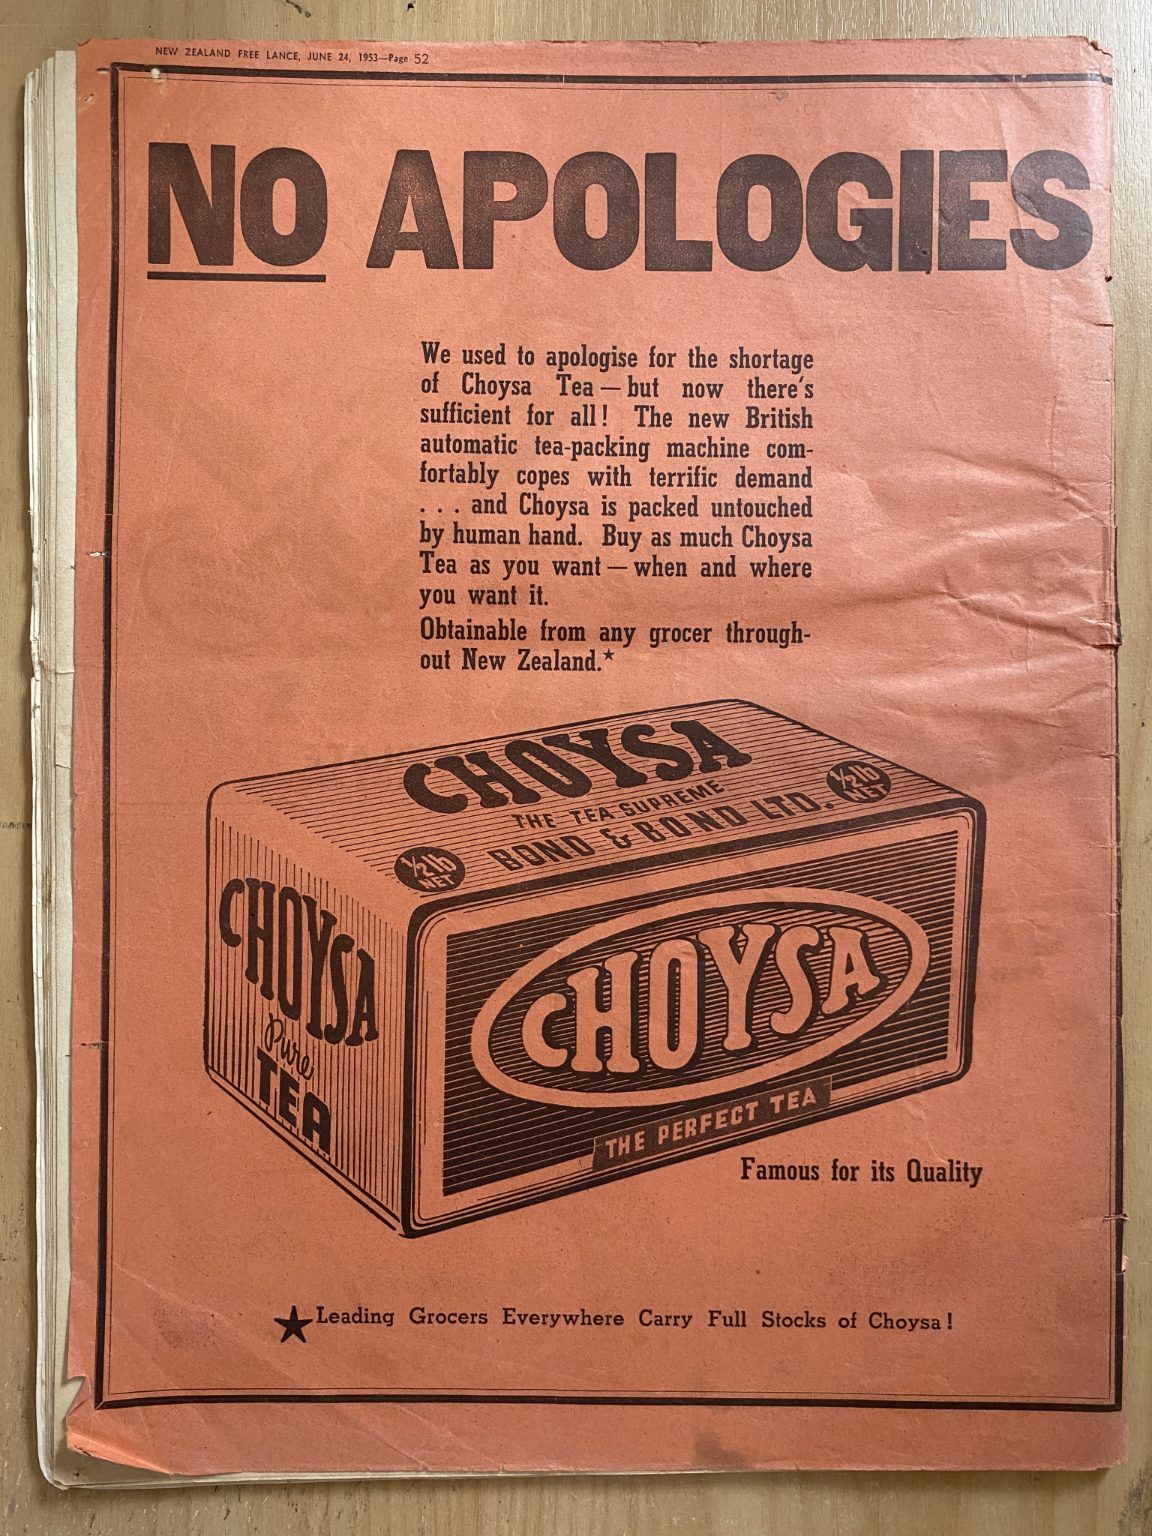 NEW ZEALAND FREE LANCE, JUNE 24, 1953—Page 52
NO APOLOGIES
We used to apologise for the shortage
of Choysa Tea — but now there's
sufficient for all! The new British
automatic tea-packing machine com-
fortably copes with terrific demand
. . . and Choysa is packed untouched
by human hand. Buy as much Choysa
Tea as you want — when and where
you want it.
Obtainable from any grocer through-
out New Zealand.★
CHOYSA
THE TEA SUPREME
BOND & BOND LTD.
½ lb
NET
½ lb
NET
CHOYSA
Pure
TEA
CHOYSA
THE PERFECT TEA
Famous for its Quality
★ Leading Grocers Everywhere Carry Full Stocks of Choysa!